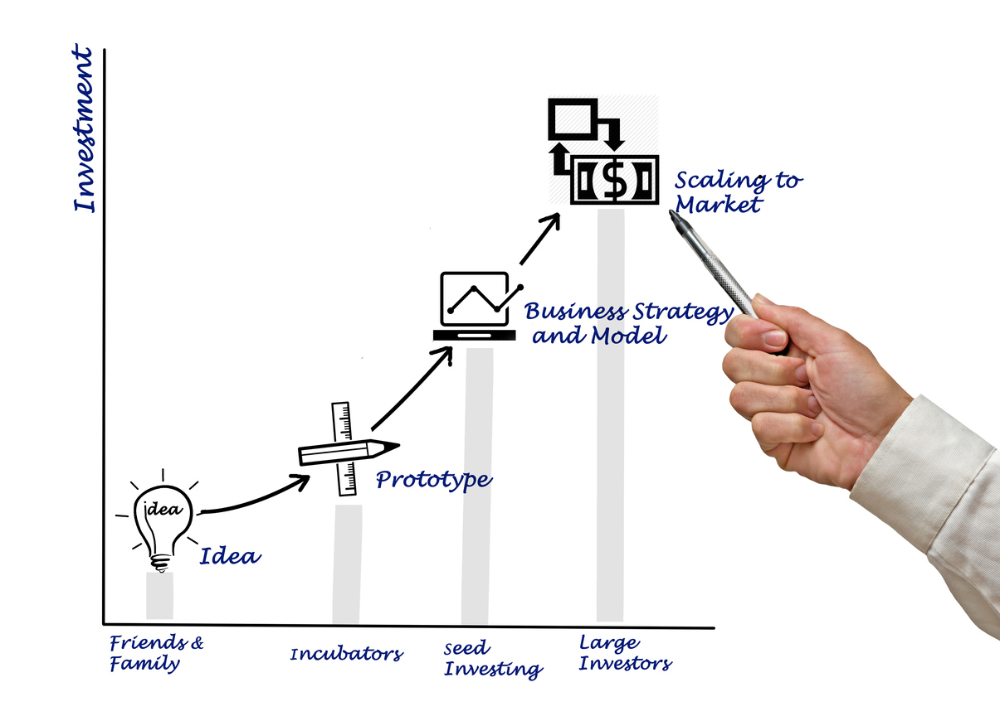 Investment
$
Scaling to
Market
Business Strategy
and Model
Prototype
idea
Idea
Friends &
Family
Incubators
Seed
Investing
Large
Investors